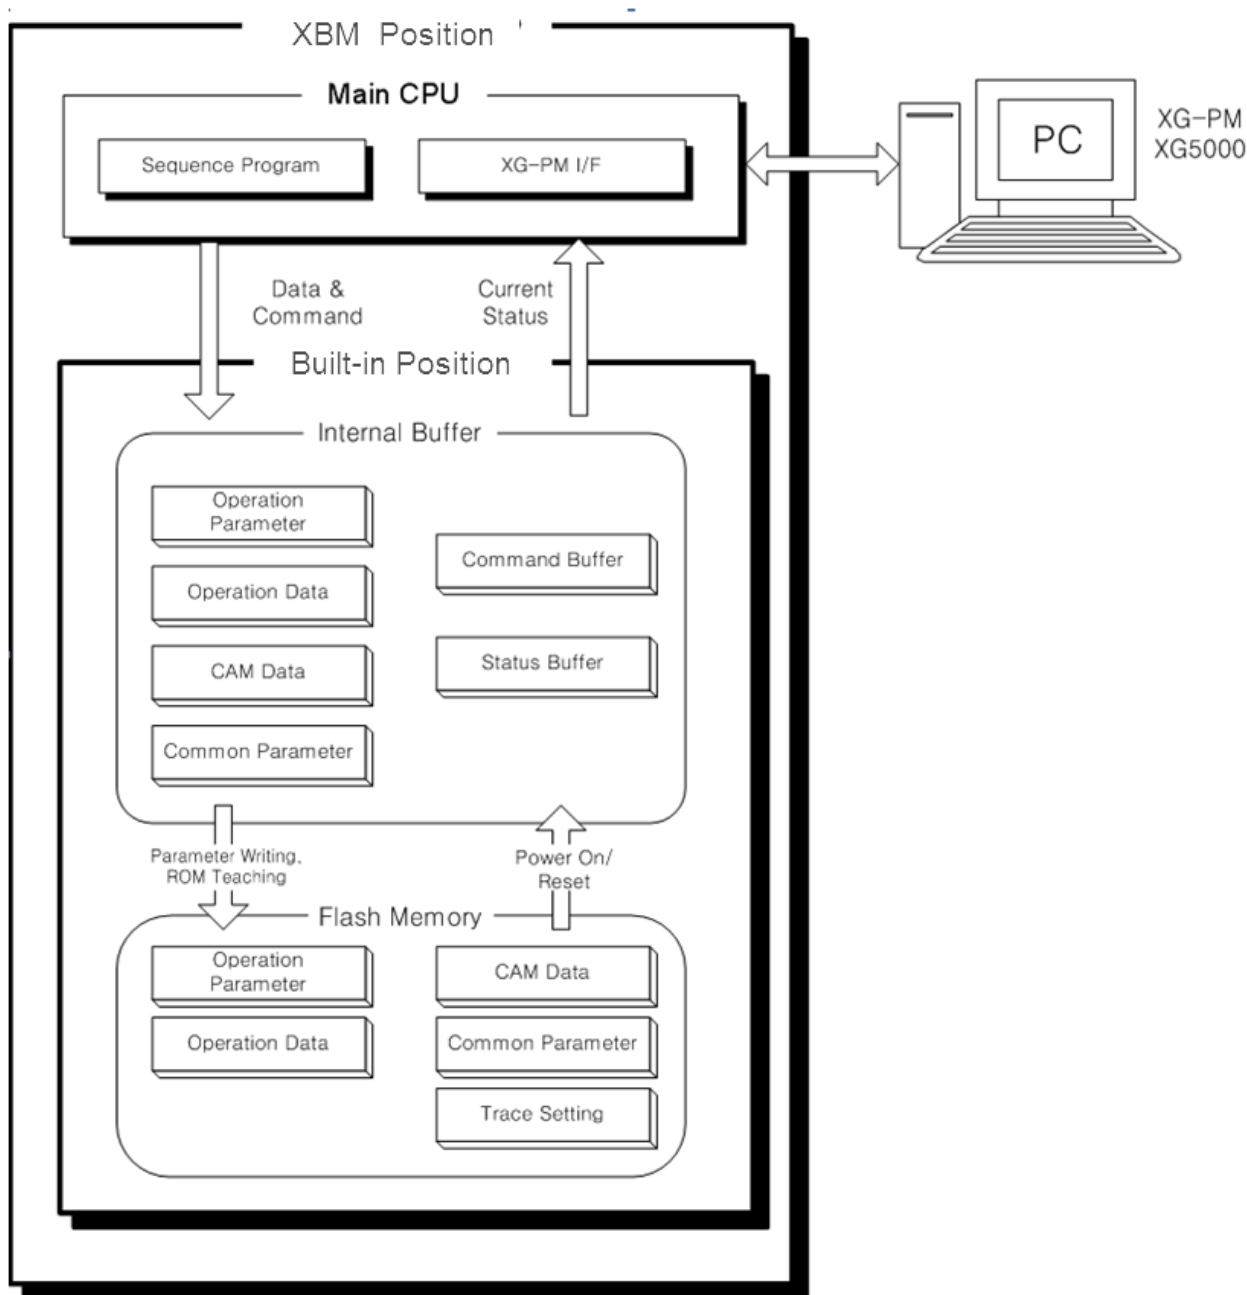 XBM Position
Main CPU
Sequence Program
XG-PM I/F
PC
XG-PM
XG5000
Data &
Command
Current
Status
Built-in Position
Internal Buffer
Operation
Parameter
Operation Data
CAM Data
Common Parameter
Command Buffer
Status Buffer
Parameter Writing,
ROM Teaching
Power On/
Reset
Flash Memory
Operation
Parameter
Operation Data
CAM Data
Common Parameter
Trace Setting